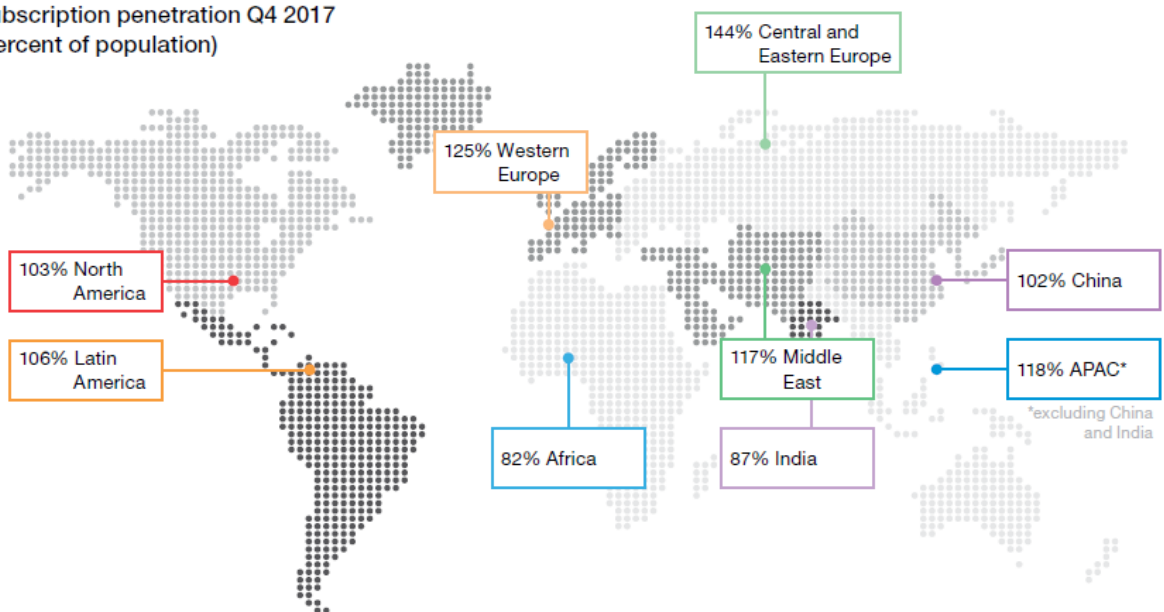 ubscription penetration Q4 2017
ercent of population)
144% Central and
Eastern Europe
125% Western
Europe
103% North
America
102% China
106% Latin
America
117% Middle
East
118% APAC*
*excluding China
and India
82% Africa
87% India